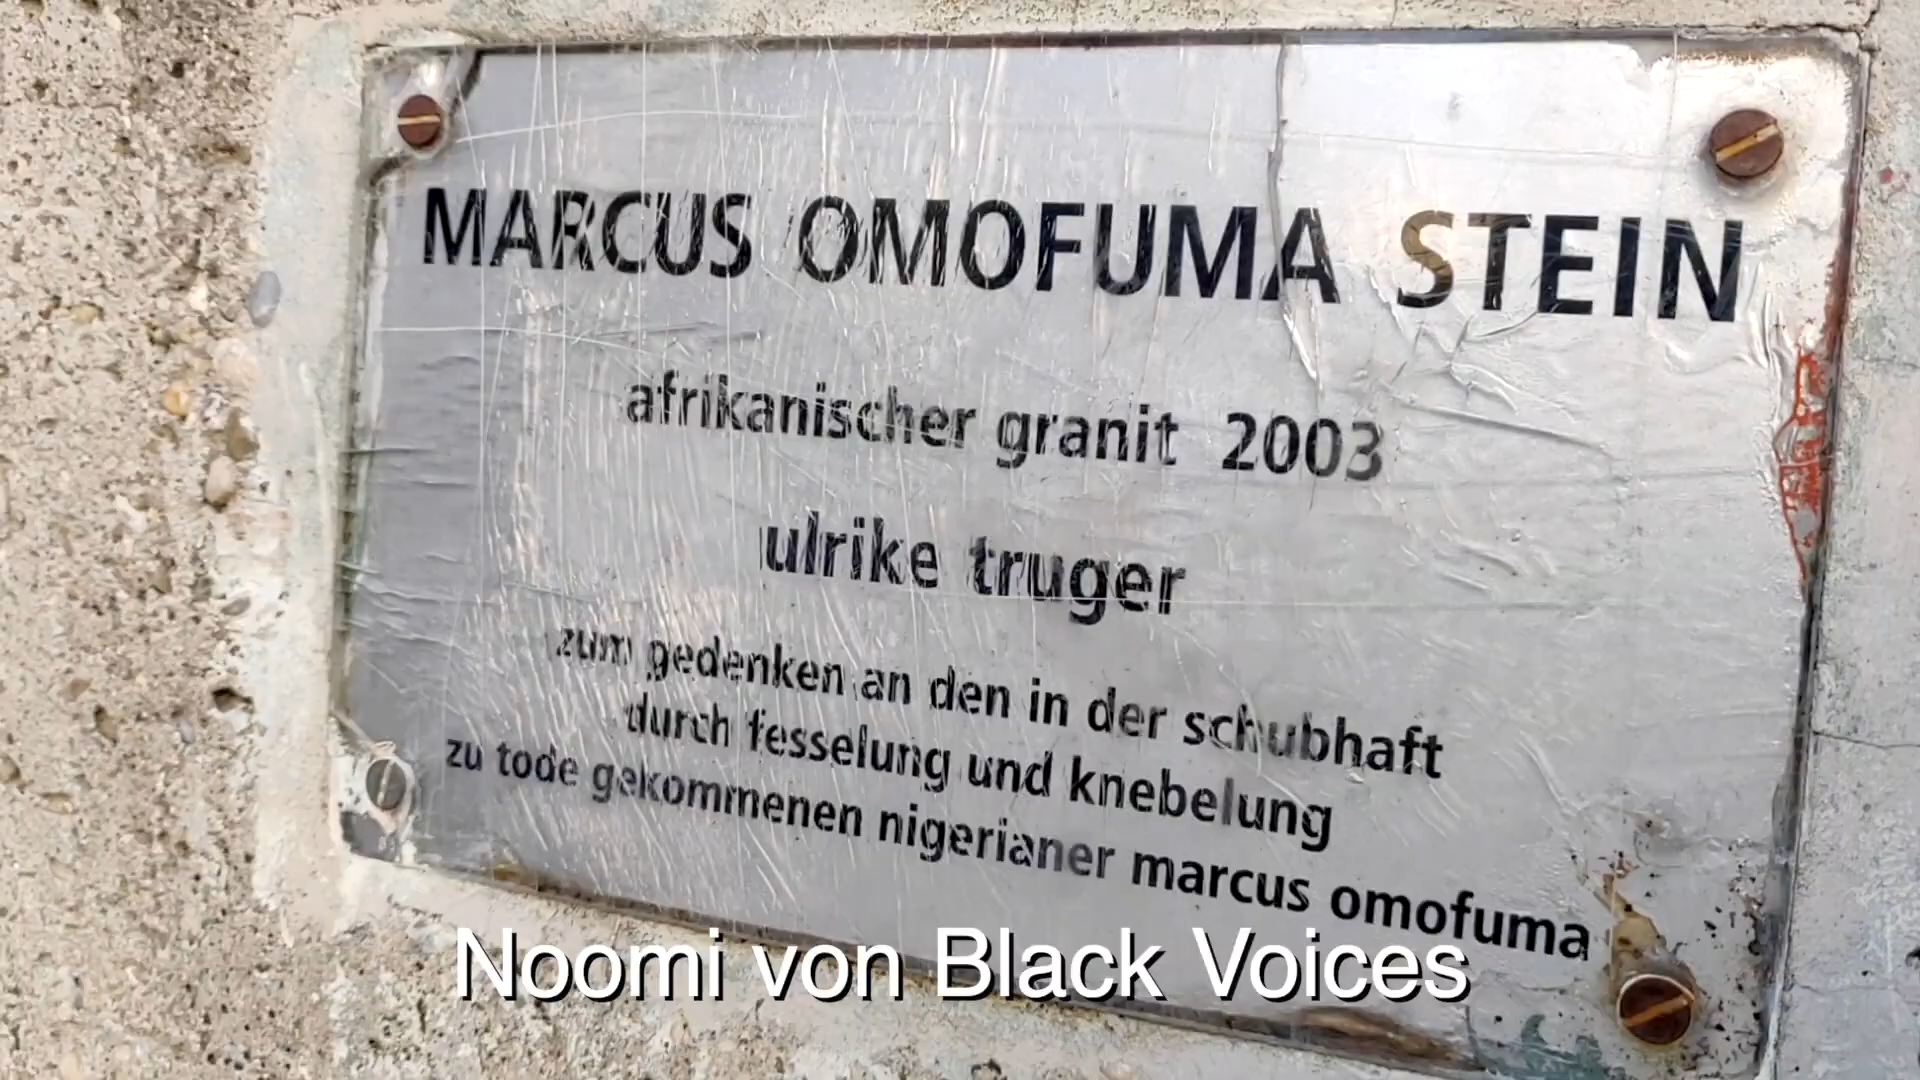 MARCUS OMOFUMA STEIN
afrikanischer granit 2003
ulrike truger
zum gedenken an den in der schubhaft
durch fesselung und knebelung
zu tode gekommenen nigerianer marcus omofuma
Noomi von Black Voices